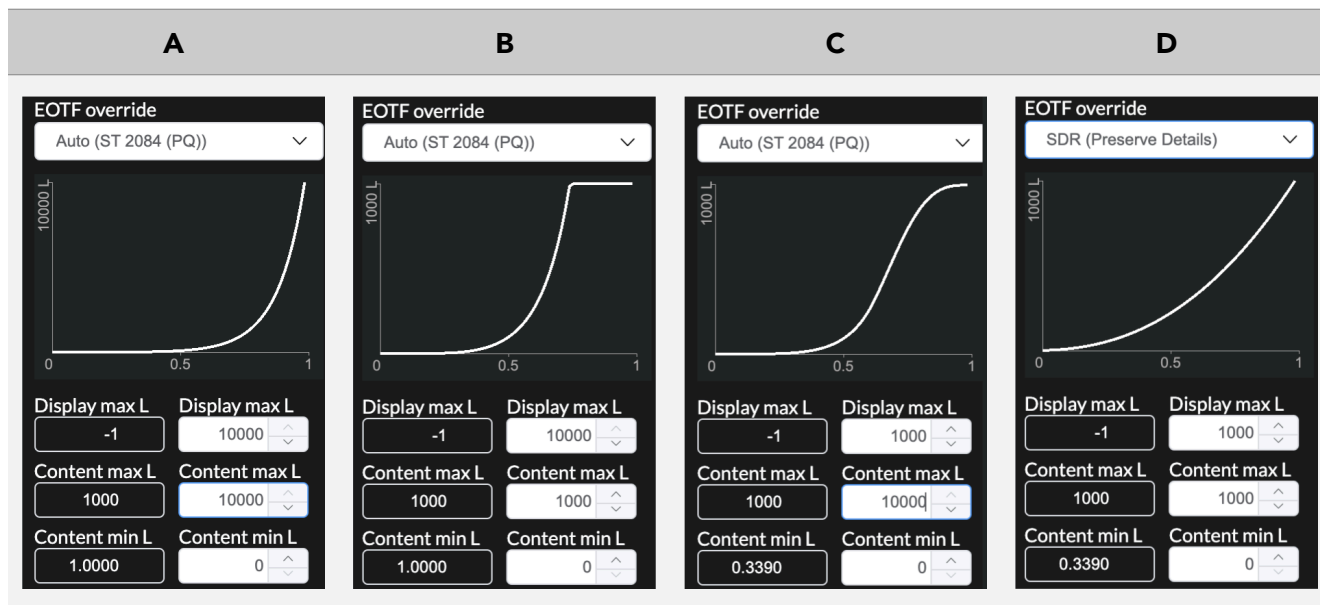 A B C D
EOTF override
Auto (ST 2084 (PQ))
10000 L
0 0.5 1
Display max L Display max L
-1 10000
Content max L Content max L
1000 10000
Content min L Content min L
1.0000 0
EOTF override
Auto (ST 2084 (PQ))
1000 L
0 0.5 1
Display max L Display max L
-1 10000
Content max L Content max L
1000 1000
Content min L Content min L
1.0000 0
EOTF override
Auto (ST 2084 (PQ))
1000 L
0 0.5 1
Display max L Display max L
-1 1000
Content max L Content max L
1000 10000
Content min L Content min L
0.3390 0
EOTF override
SDR (Preserve Details)
1000 L
0 0.5 1
Display max L Display max L
-1 1000
Content max L Content max L
1000 1000
Content min L Content min L
0.3390 0